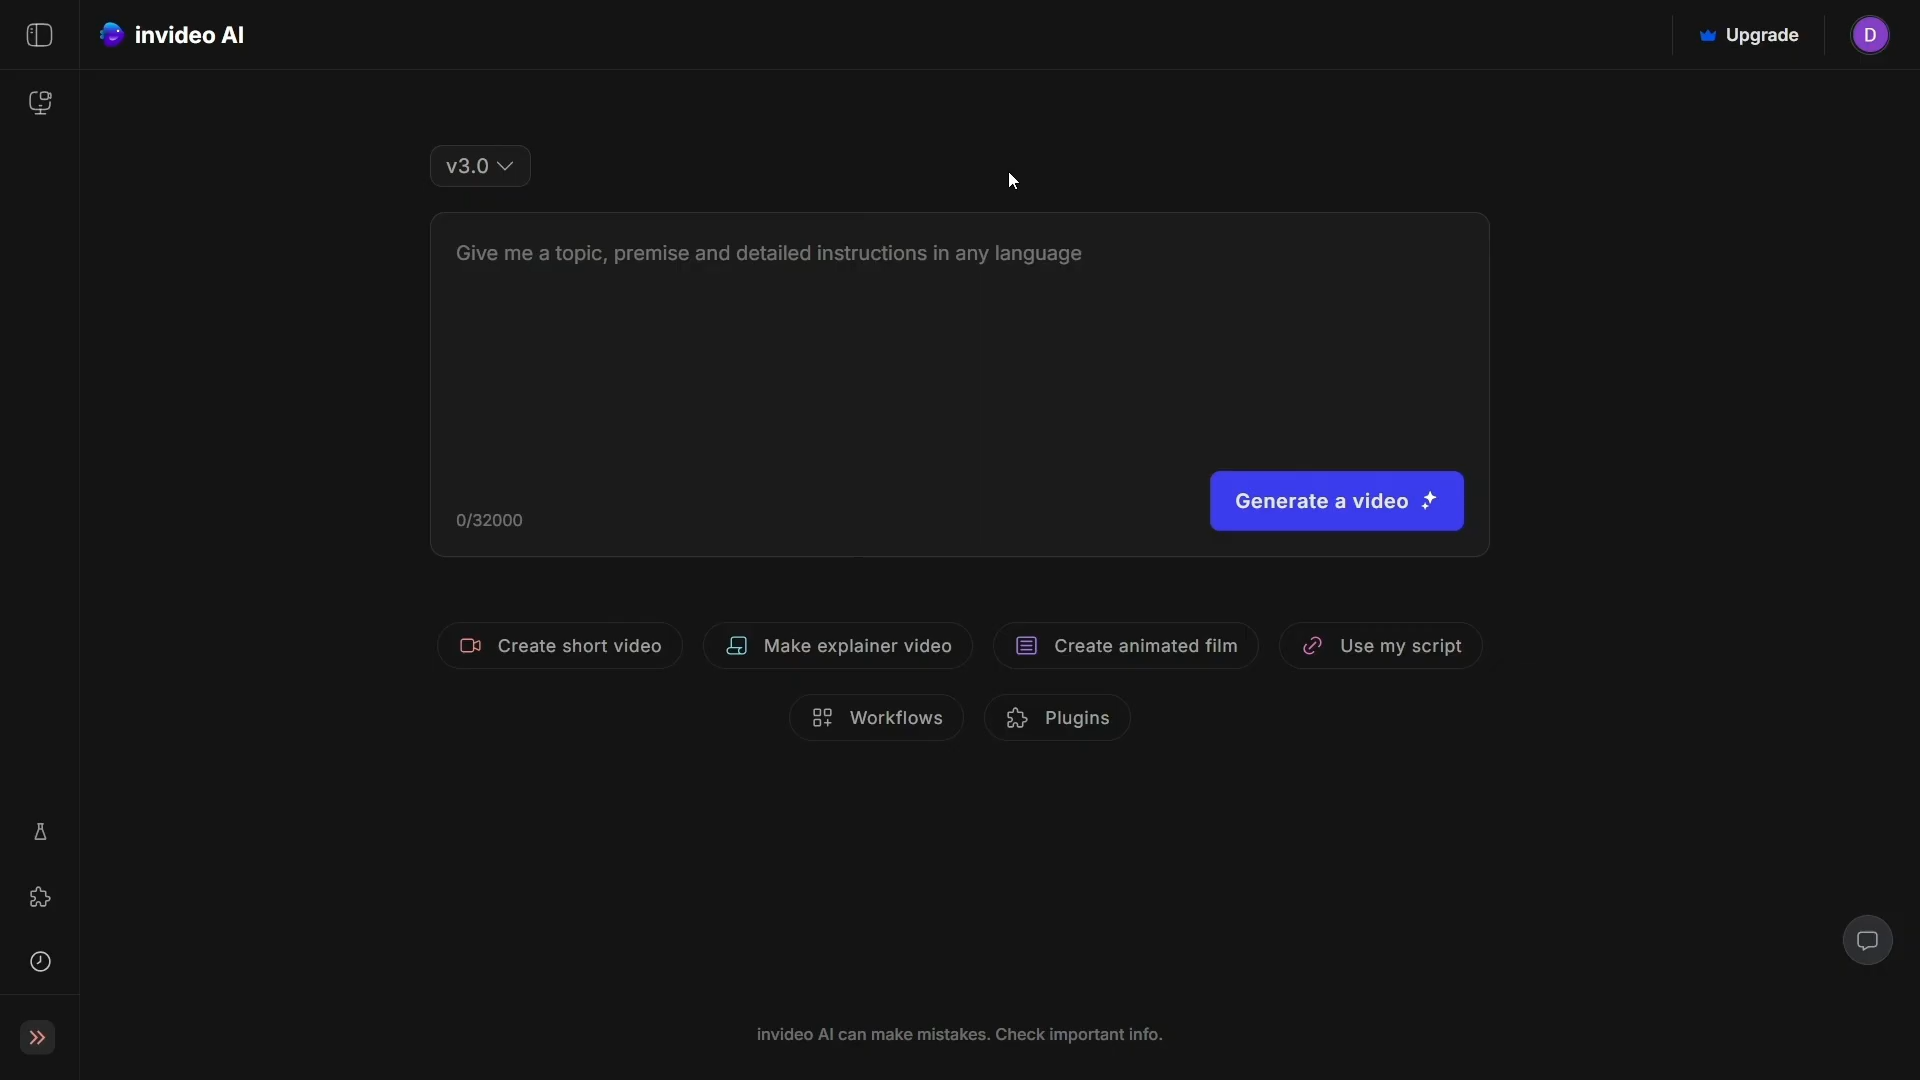 invideo AI
Upgrade
D
v3.0
Give me a topic, premise and detailed instructions in any language
Generate a video
0/32000
Create short video
Make explainer video
Create animated film
Use my script
Workflows
Plugins
invideo AI can make mistakes. Check important info.